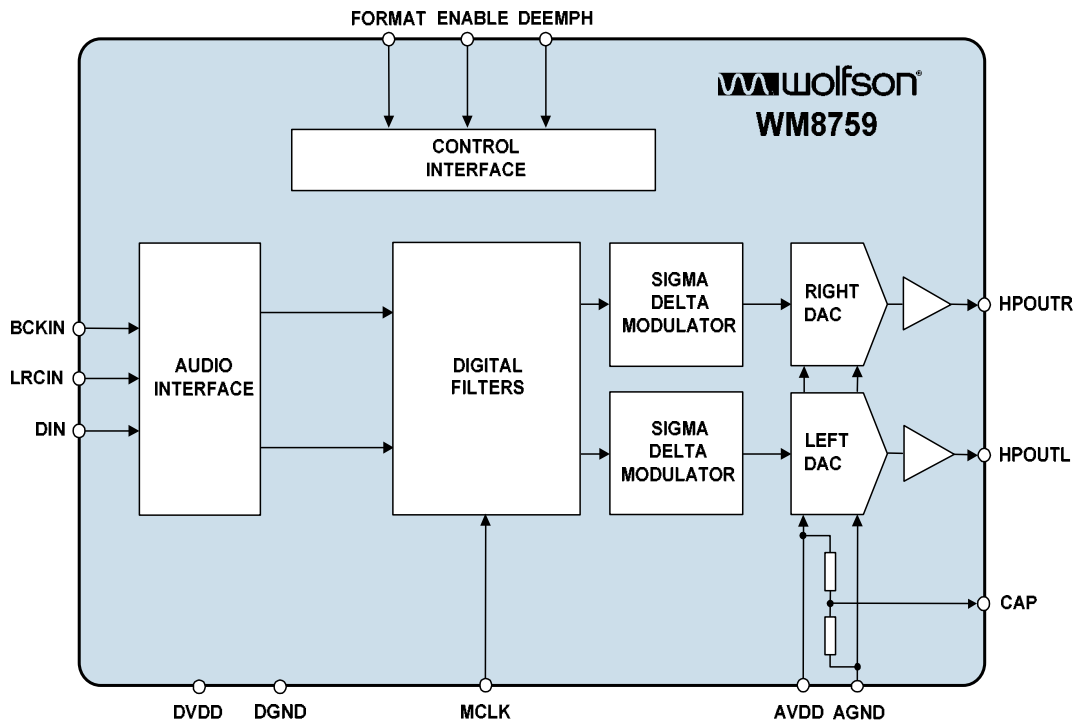 FORMAT ENABLE DEEMPH
wolfson®
WM8759
CONTROL
INTERFACE
AUDIO
INTERFACE
DIGITAL
FILTERS
SIGMA
DELTA
MODULATOR
RIGHT
DAC
SIGMA
DELTA
MODULATOR
LEFT
DAC
BCKIN
LRCIN
DIN
HPOUTR
HPOUTL
CAP
DVDD DGND MCLK AVDD AGND